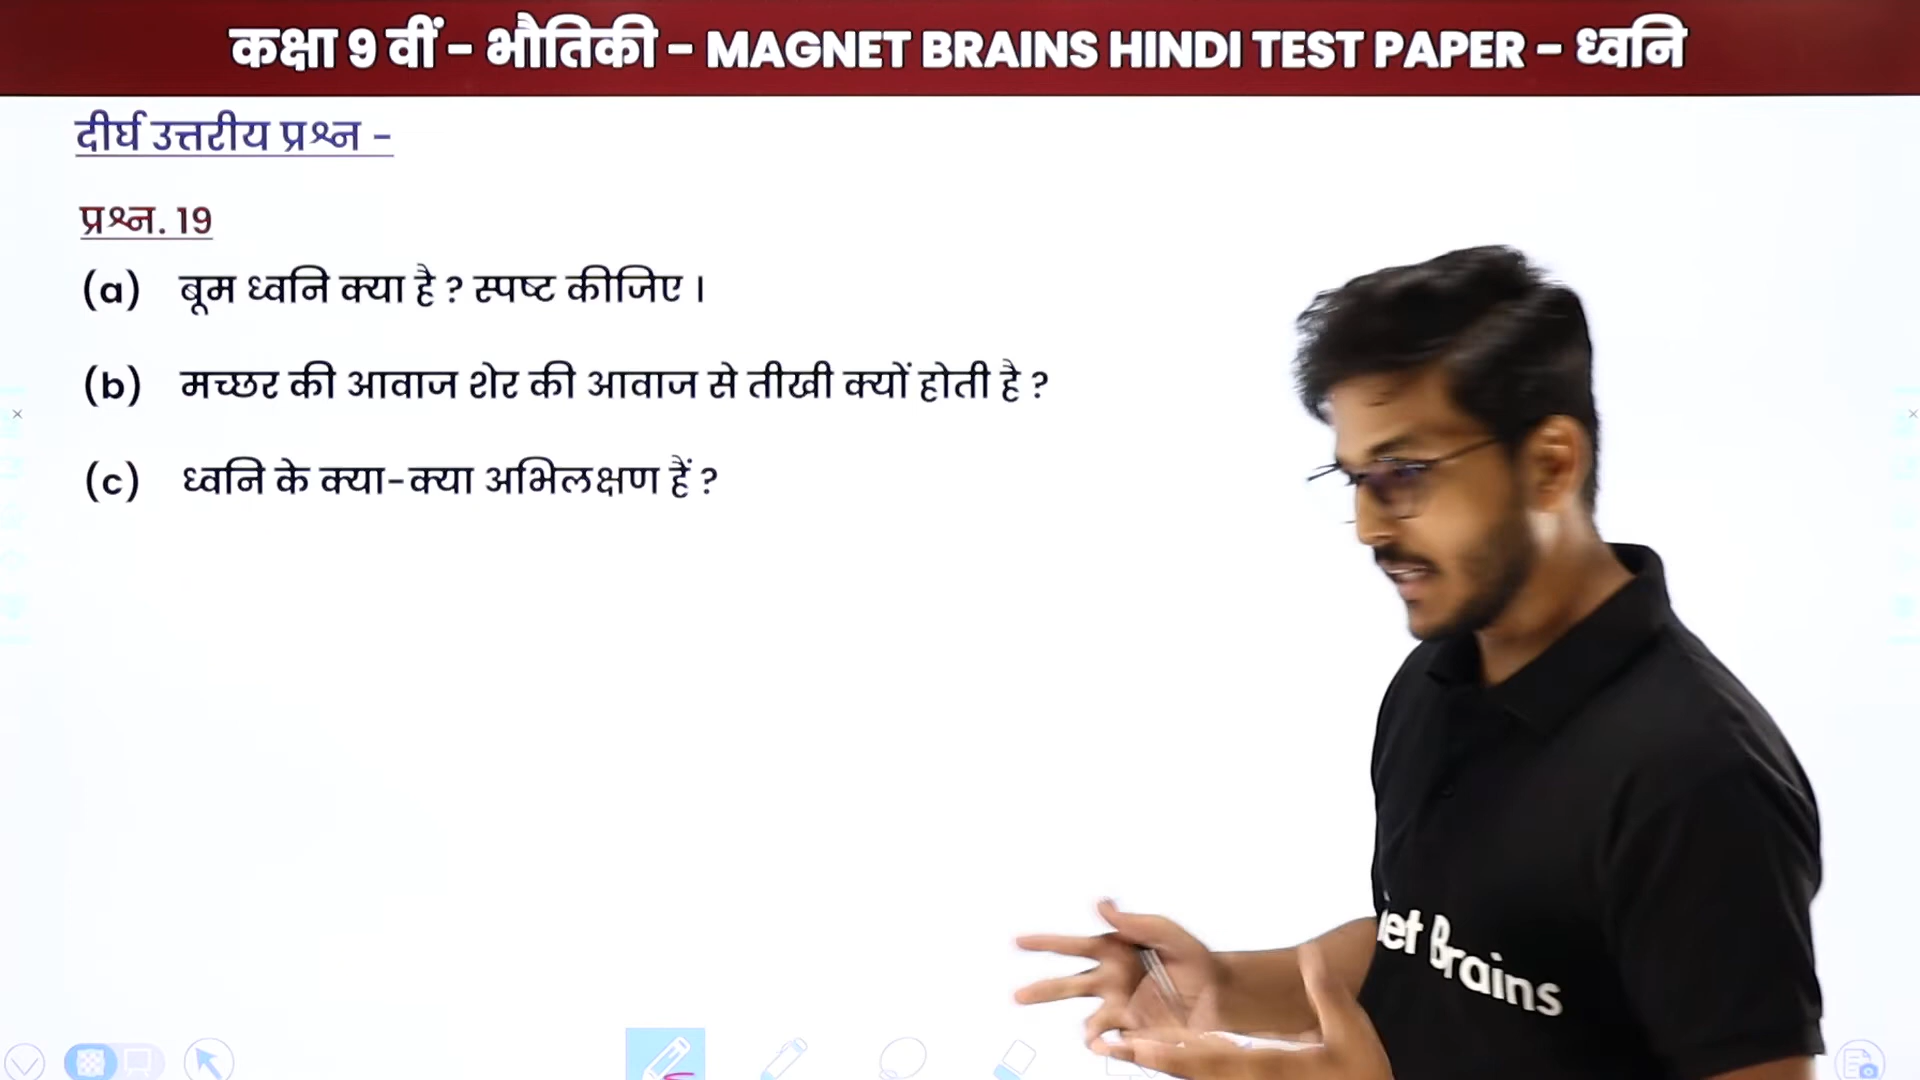 कक्षा 9 वीं - भौतिकी - MAGNET BRAINS HINDI TEST PAPER - ध्वनि
दीर्घ उत्तरीय प्रश्न -
प्रश्न. 19
(a) बूम ध्वनि क्या है ? स्पष्ट कीजिए ।
(b) मच्छर की आवाज शेर की आवाज से तीखी क्यों होती है ?
(c) ध्वनि के क्या-क्या अभिलक्षण हैं ?
et Brains